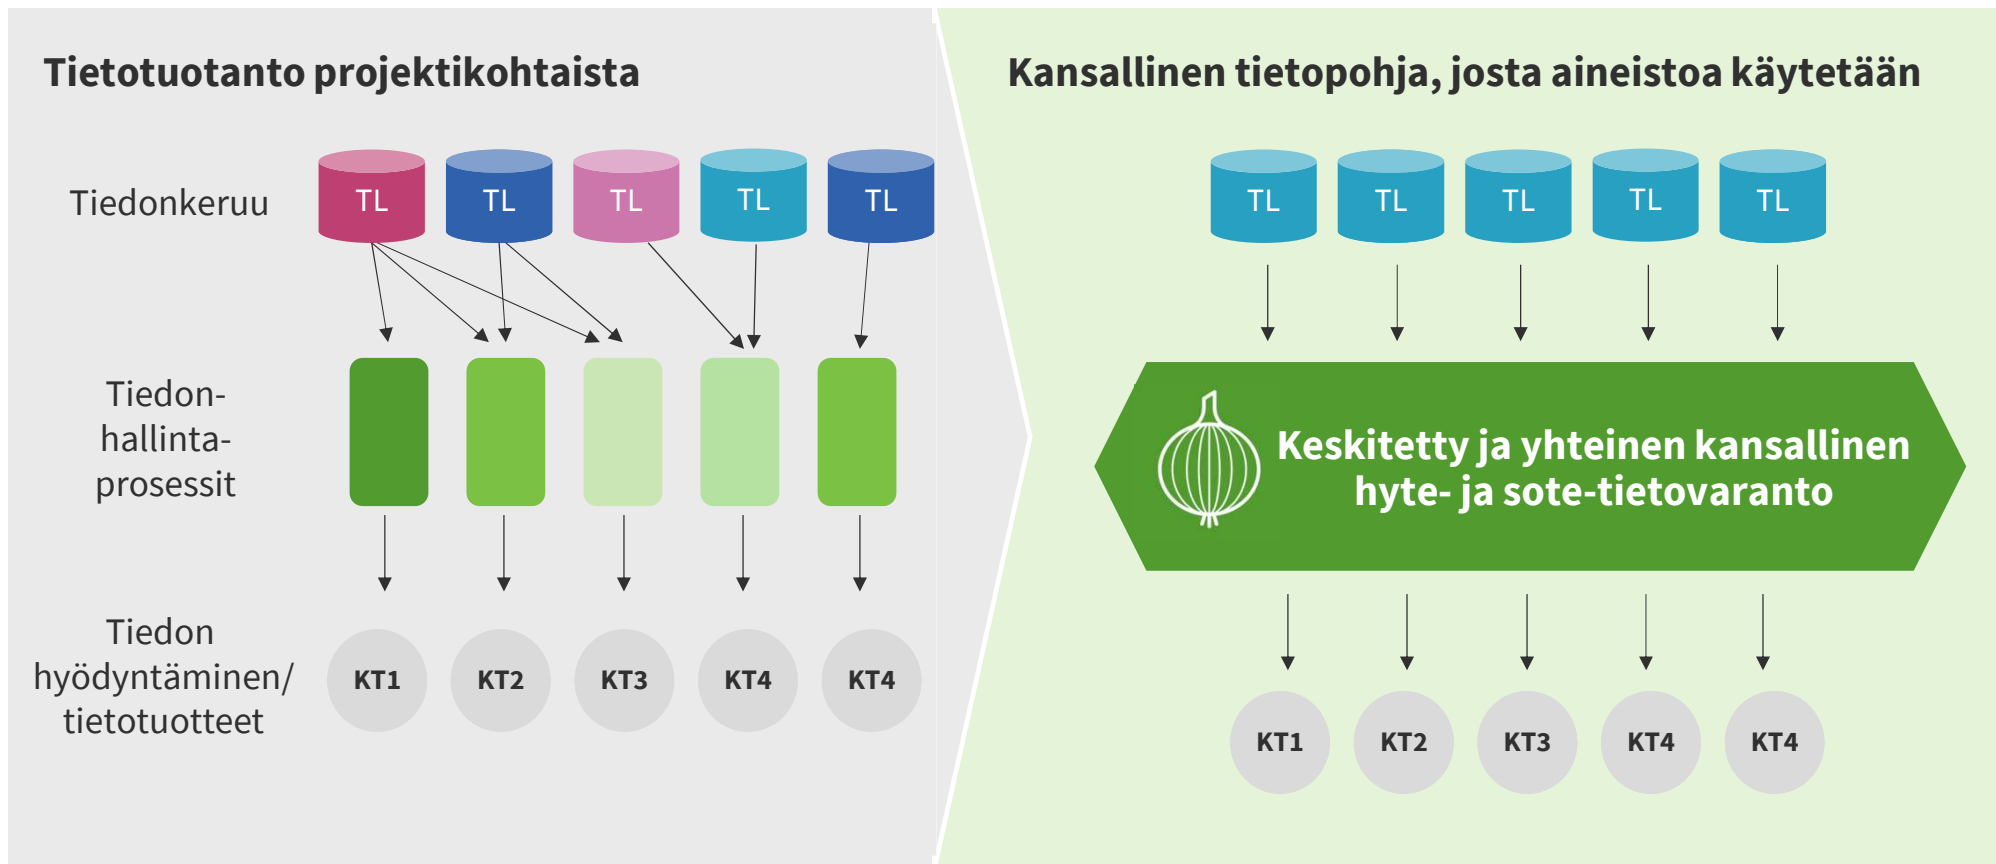 Tietotuotanto projektikohtaista
Tiedonkeruu
TL TL TL TL TL
Tiedon-
hallinta-
prosessit
Tiedon
hyödyntäminen/
tietotuotteet
KT1 KT2 KT3 KT4 KT4
Kansallinen tietopohja, josta aineistoa käytetään
TL TL TL TL TL
Keskitetty ja yhteinen kansallinen
hyte- ja sote-tietovaranto
KT1 KT2 KT3 KT4 KT4